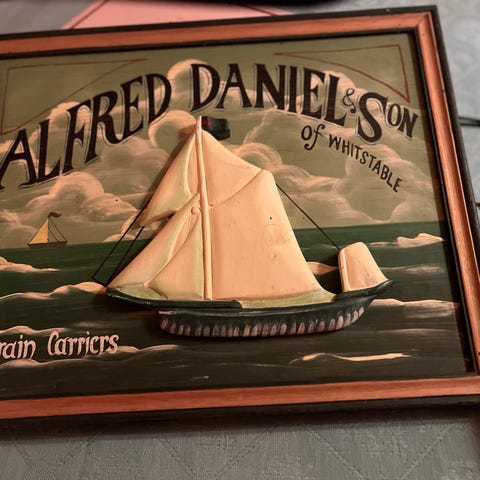 ALFRED DANIEL & SON
of WHITSTABLE
rain Carriers